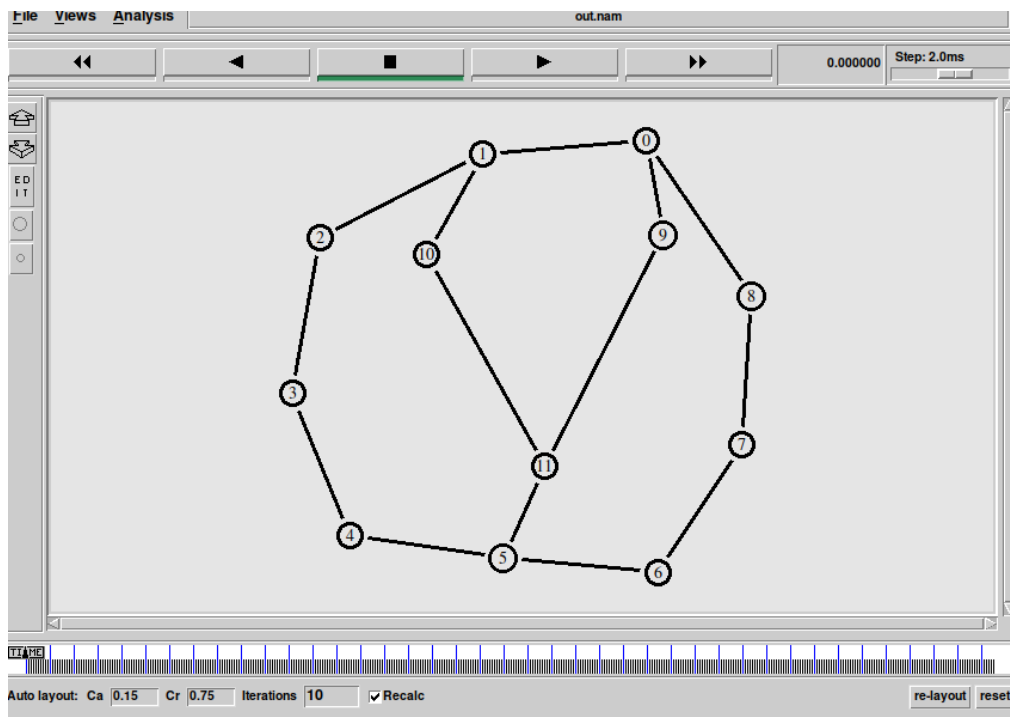 File Views Analysis out.nam
0.000000 Step: 2.0ms
ED
IT
1 0
2 10 9
8
3
7
11
4 5 6
TIME
Auto layout: Ca 0.15 Cr 0.75 Iterations 10 Recalc re-layout reset